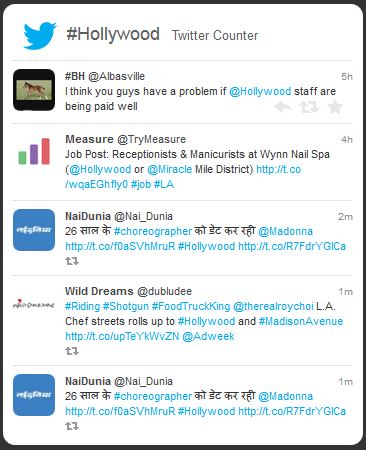 #Hollywood Twitter Counter
#BH @Albasville 5h
I think you guys have a problem if @Hollywood staff are
being paid well
Measure @TryMeasure 4h
Job Post: Receptionists & Manicurists at Wynn Nail Spa
(@Hollywood or @Miracle Mile District) http://t.co
/wqaEGhfly0 #job #LA
नईदुनिया
NaiDunia @Nai_Dunia 2m
26 साल के #choreographer को डेट कर रही @Madonna
http://t.co/f0aSVhMruR #Hollywood http://t.co/R7FdrYGlCa
Wild Dreams @dubludee 1m
#Riding #Shotgun #FoodTruckKing @therealroychoi L.A.
Chef streets rolls up to #Hollywood and #MadisonAvenue
http://t.co/upTeYkWvZN @Adweek
नईदुनिया
NaiDunia @Nai_Dunia 1m
26 साल के #choreographer को डेट कर रही @Madonna
http://t.co/f0aSVhMruR #Hollywood http://t.co/R7FdrYGlCa